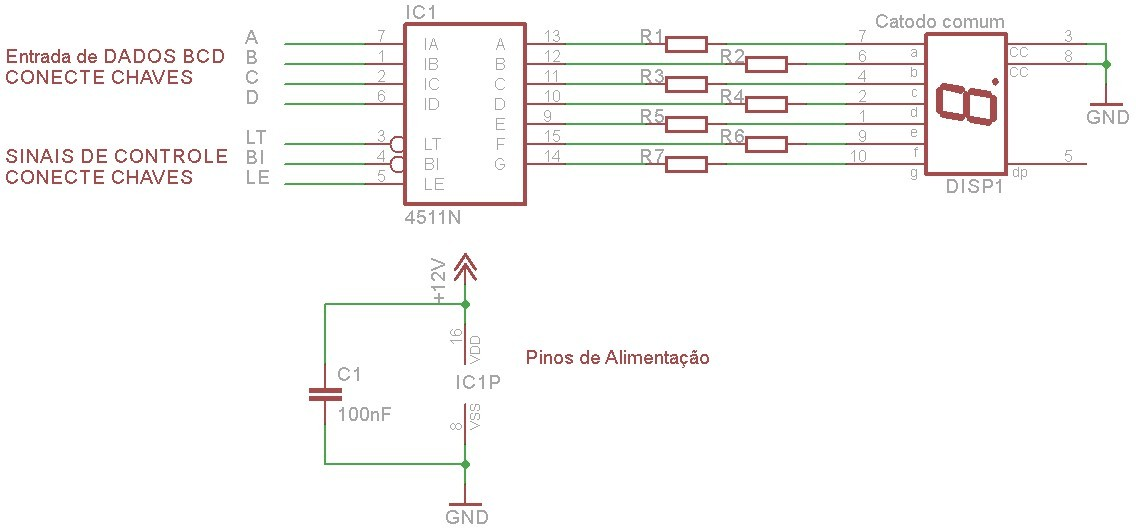 IC1
Catodo comum
Entrada de DADOS BCD
CONECTE CHAVES
A 7 IA A 13 R1 7 a CC 3
B 1 IB B 12 R2 6 b CC 8
C 2 IC C 11 R3 4 c
D 6 ID D 10 R4 2 d
E 9 R5 1 e
GND
SINAIS DE CONTROLE
CONECTE CHAVES
LT 3 LT F 15 R6 9 f
BI 4 BI G 14 R7 10 g dp 5
LE 5 LE
4511N
DISP1
+12V
16
VDD
Pinos de Alimentação
C1
IC1P
100nF
8
VSS
GND